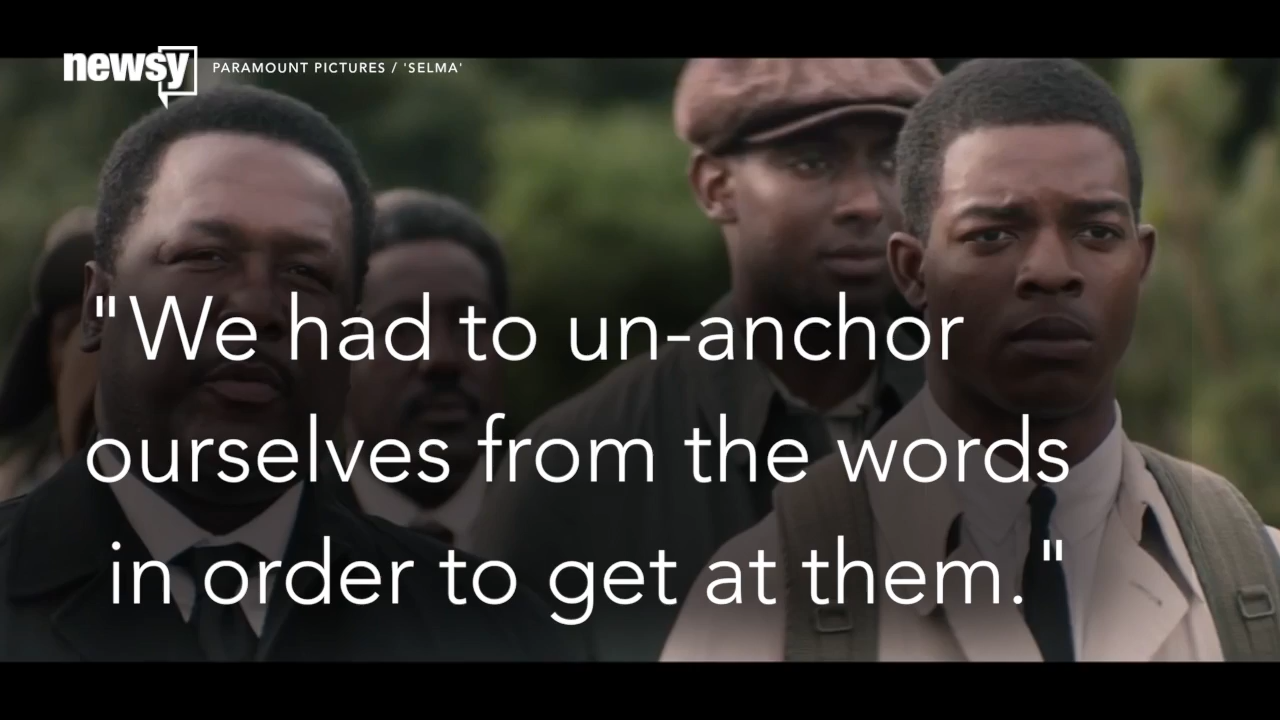 newsy PARAMOUNT PICTURES / 'SELMA'
"We had to un-anchor
ourselves from the words
in order to get at them."